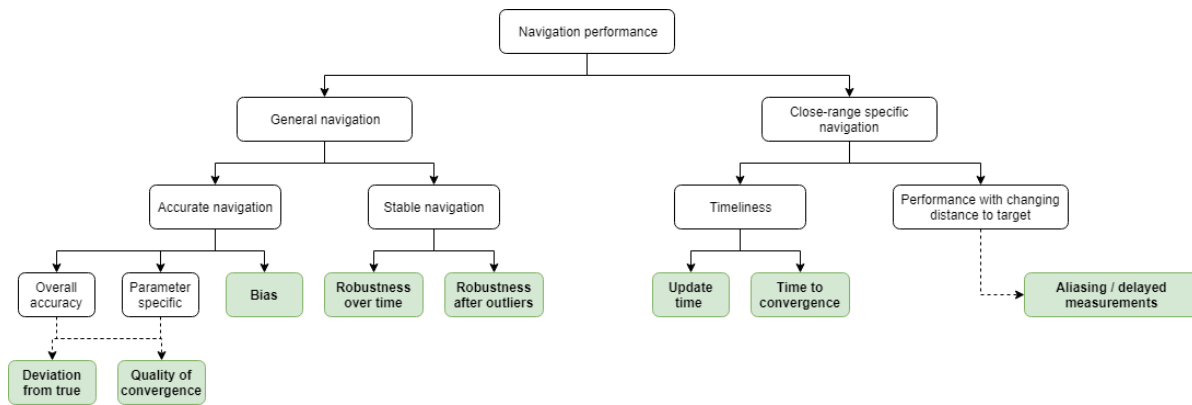 Navigation performance
General navigation
Close-range specific
navigation
Accurate navigation
Stable navigation
Timeliness
Performance with changing
distance to target
Overall
accuracy
Parameter
specific
Bias
Robustness
over time
Robustness
after outliers
Update
time
Time to
convergence
Aliasing / delayed
measurements
Deviation
from true
Quality of
convergence